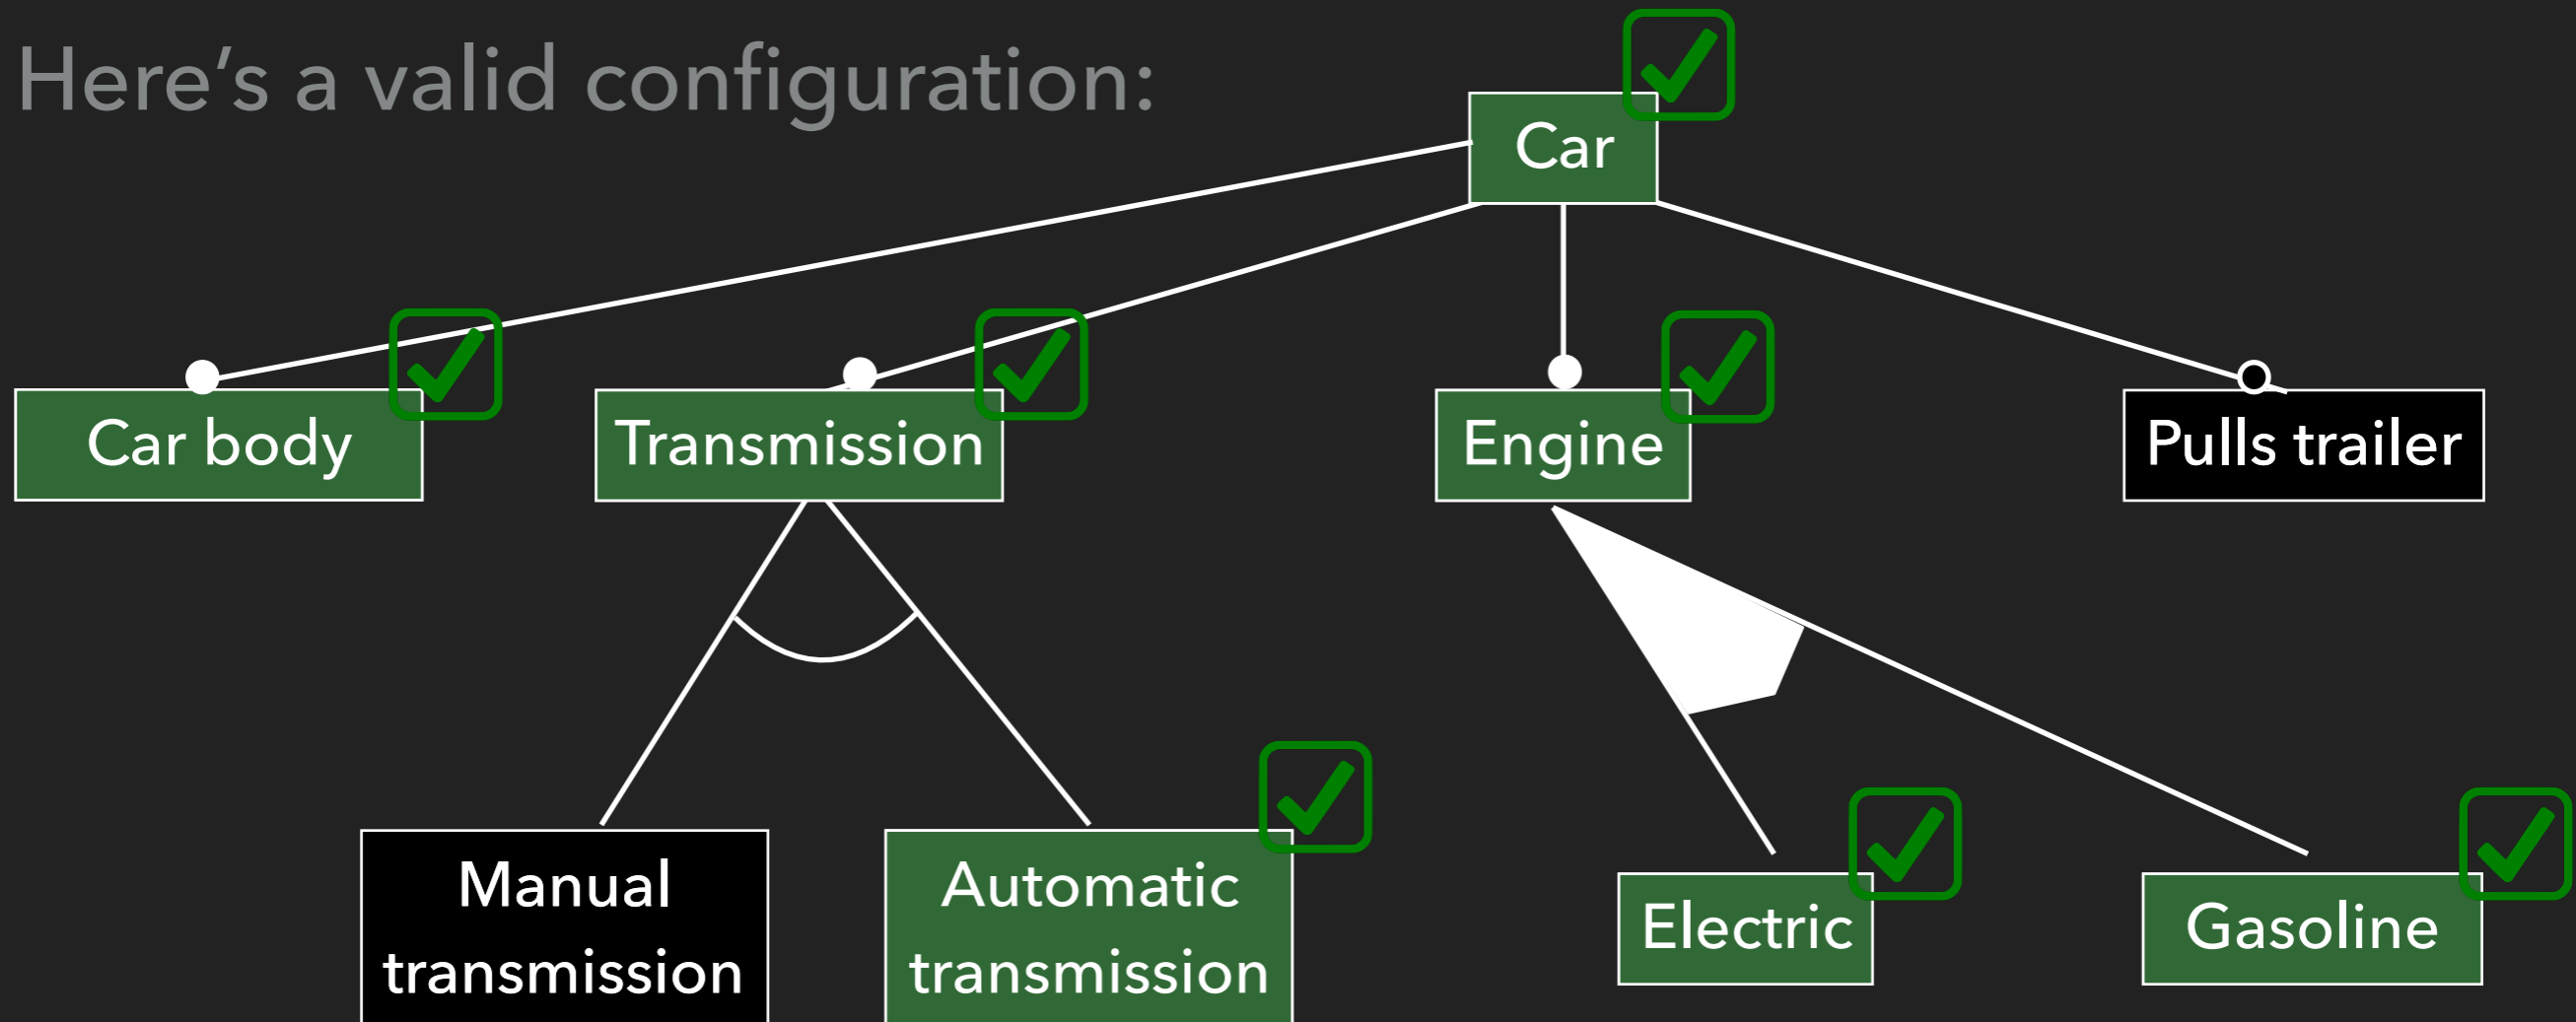 Here’s a valid configuration:
Car
Car body
Transmission
Engine
Pulls trailer
Manual
transmission
Automatic
transmission
Electric
Gasoline